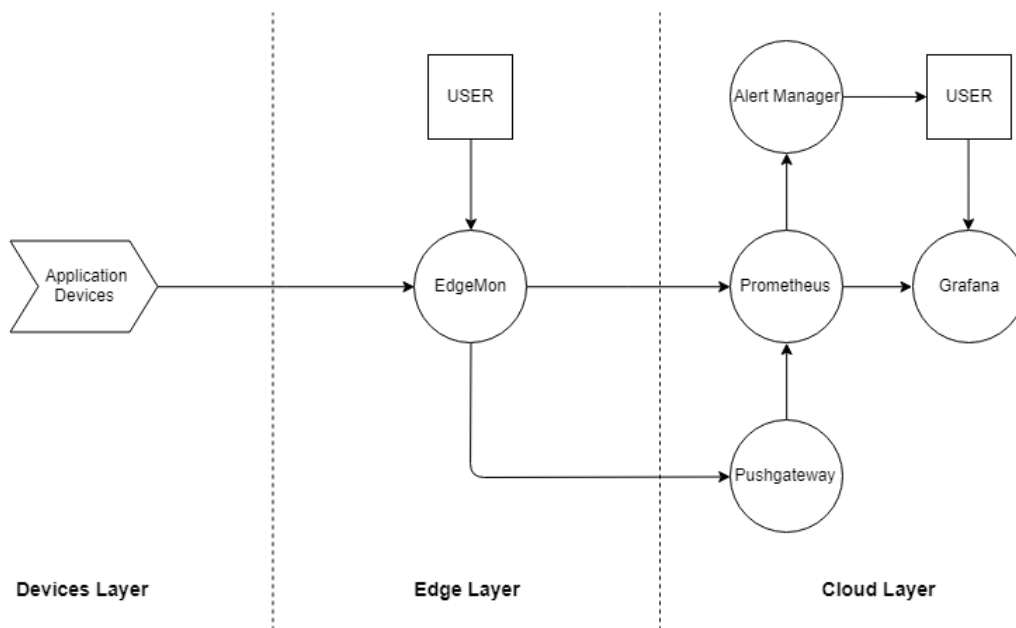 USER
Alert Manager
USER
Application
Devices
EdgeMon
Prometheus
Grafana
Pushgateway
Devices Layer
Edge Layer
Cloud Layer